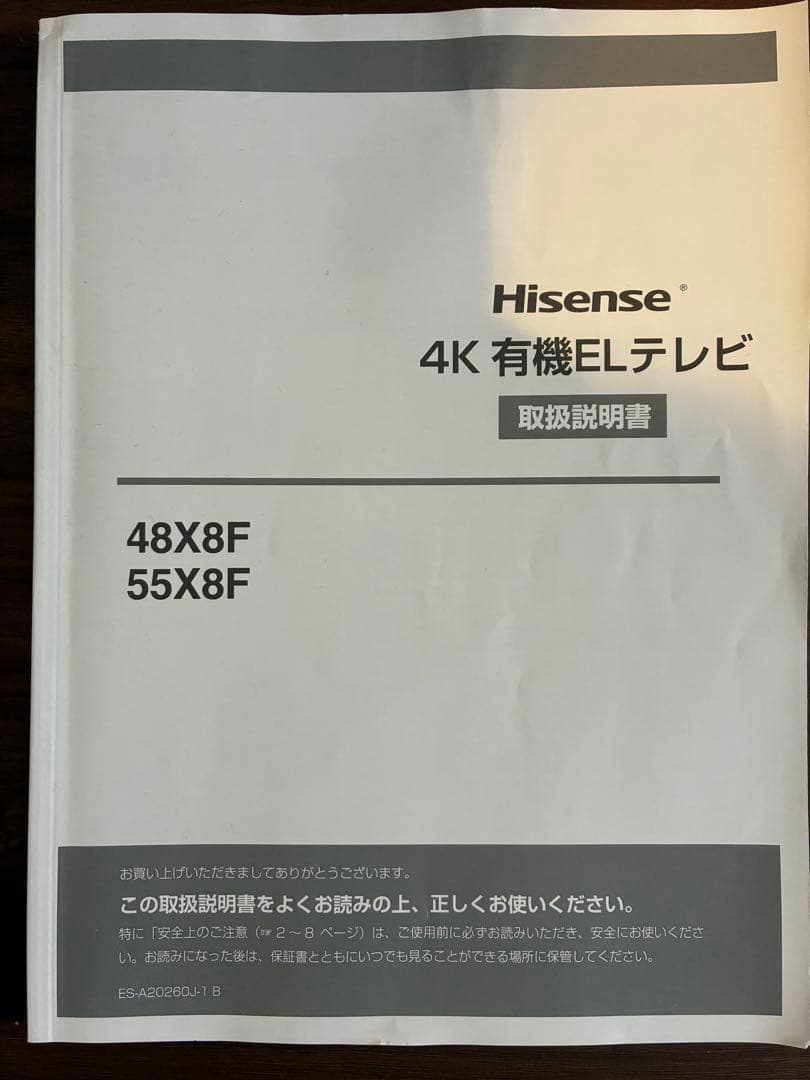 Hisense®
4K 有機ELテレビ
取扱説明書
48X8F
55X8F
お買い上げいただきましてありがとうございます。
この取扱説明書をよくお読みの上、正しくお使いください。
特に「安全上のご注意（☞ 2 ～ 8 ページ）は、ご使用前に必ずお読みいただき、安全にお使いくださ
い。お読みになった後は、保証書とともにいつでも見ることができる場所に保管してください。
ES-A20260J-1 B